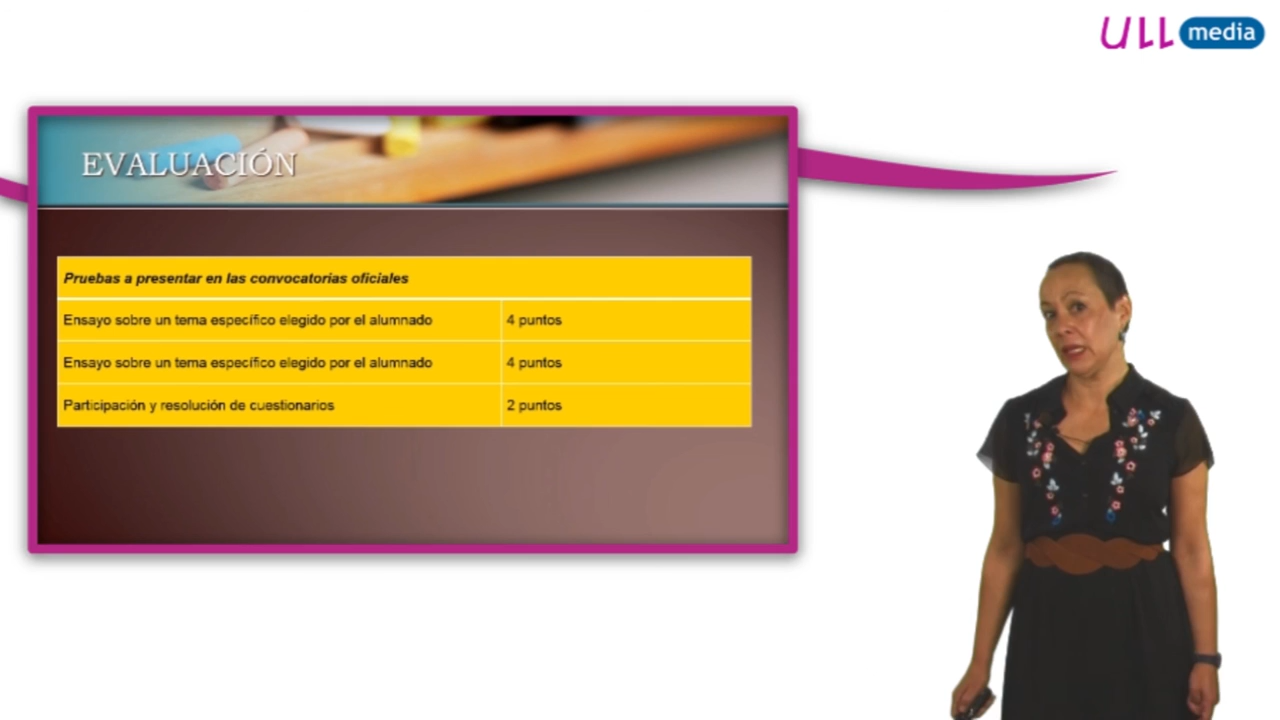 ULL media
EVALUACIÓN
Pruebas a presentar en las convocatorias oficiales
Ensayo sobre un tema específico elegido por el alumnado 4 puntos
Ensayo sobre un tema específico elegido por el alumnado 4 puntos
Participación y resolución de cuestionarios 2 puntos